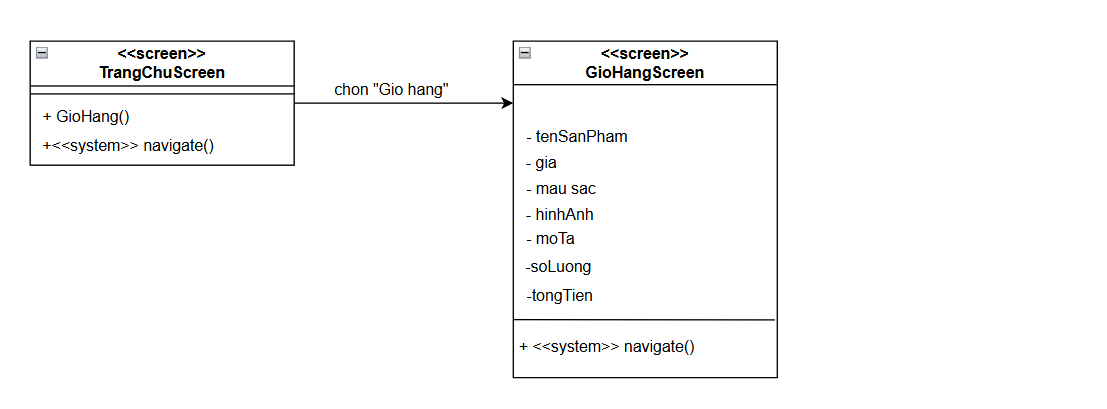 <<screen>>
TrangChuScreen
+ GioHang()
+<<system>> navigate()
chon "Gio hang"
<<screen>>
GioHangScreen
- tenSanPham
- gia
- mau sac
- hinhAnh
- moTa
-soLuong
-tongTien
+ <<system>> navigate()